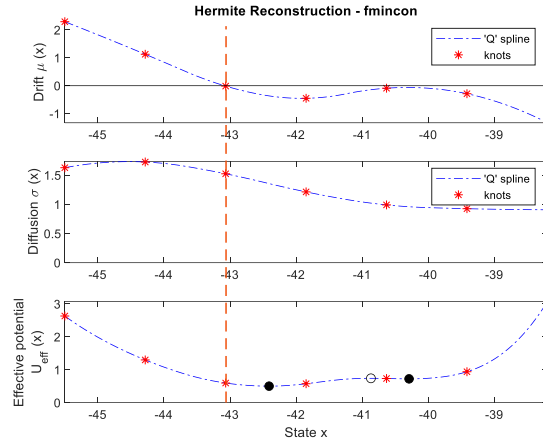 Hermite Reconstruction - fmincon
Drift μ (x)
2
1
0
-1
'Q' spline
knots
-45 -44 -43 -42 -41 -40 -39
Diffusion σ (x)
1.5
1
0.5
0
'Q' spline
knots
-45 -44 -43 -42 -41 -40 -39
Effective potential
U_eff (x)
3
2
1
0
-45 -44 -43 -42 -41 -40 -39
State x